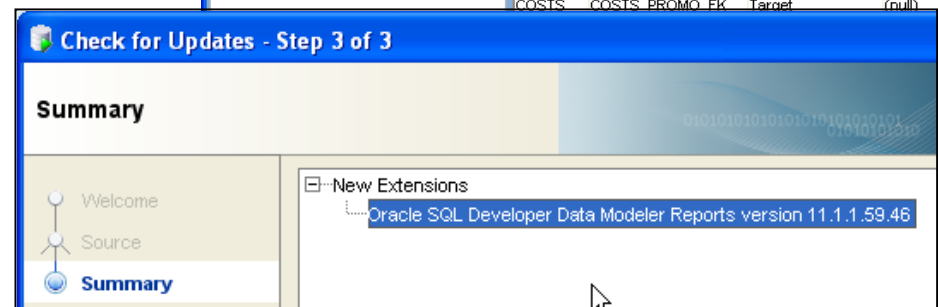 COSTS COSTS_PROMO_FK Target (null)
Check for Updates - Step 3 of 3
Summary
New Extensions
Oracle SQL Developer Data Modeler Reports version 11.1.1.59.46
Welcome
Source
Summary